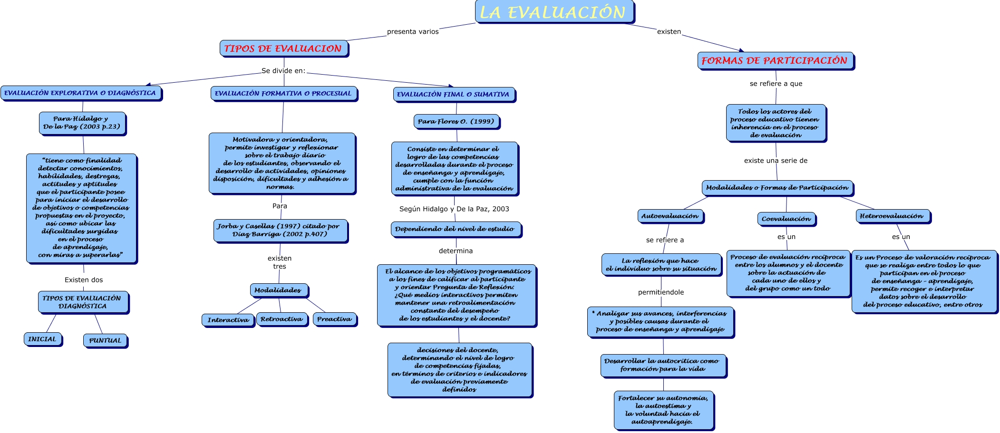 LA EVALUACIÓN
presenta varios
existen
TIPOS DE EVALUACION
FORMAS DE PARTICIPACIÓN
Se divide en:
EVALUACIÓN EXPLORATIVA O DIAGNÓSTICA
Para Hidalgo y
De la Paz (2003 p.23)
“tiene como finalidad
detectar conocimientos,
habilidades, destrezas,
actitudes y aptitudes
que el participante posee
para iniciar el desarrollo
de objetivos o competencias
propuestas en el proyecto,
así como ubicar las
dificultades surgidas
en el proceso
de aprendizaje,
con miras a superarlas”
Existen dos
TIPOS DE EVALUACIÓN
DIAGNÓSTICA
INICIAL
PUNTUAL
EVALUACIÓN FORMATIVA O PROCESUAL
Motivadora y orientadora,
permite investigar y reflexionar
sobre el trabajo diario
de los estudiantes, observando el
desarrollo de actividades, opiniones
disposición, dificultades y adhesión a
normas.
Para
Jorba y Casellas (1997) citado por
Díaz Barriga (2002 p.407)
existen
tres
Modalidades
Interactiva
Retroactiva
Preactiva
EVALUACIÓN FINAL O SUMATIVA
Para Flores O. (1999)
Consiste en determinar el
logro de las competencias
desarrolladas durante el proceso
de enseñanza y aprendizaje,
cumple con la función
administrativa de la evaluación
Según Hidalgo y De la Paz, 2003
Dependiendo del nivel de estudio
determina
El alcance de los objetivos programáticos
a los fines de calificar al participante
y orientar Pregunta de Reflexión:
¿Qué medios interactivos permiten
mantener una retroalimentación
constante del desempeño
de los estudiantes y el docente?
decisiones del docente,
determinando el nivel de logro
de competencias fijadas,
en términos de criterios e indicadores
de evaluación previamente
definidos
se refiere a que
Todos los actores del
proceso educativo tienen
inherencia en el proceso
de evaluación
existe una serie de
Modalidades o Formas de Participación
Autoevaluación
se refiere a
La reflexión que hace
el individuo sobre su situación
permitiendole
* Analizar sus avances, interferencias
y posibles causas durante el
proceso de enseñanza y aprendizaje
Desarrollar la autocrítica como
formación para la vida
Fortalecer su autonomía,
la autoestima y
la voluntad hacia el
autoaprendizaje.
Coevaluación
es un
Proceso de evaluación recíproca
entre los alumnos y el docente
sobre la actuación de
cada uno de ellos y
del grupo como un todo
Heteroevaluación
es un
Es un Proceso de valoración recíproca
que se realiza entre todos lo que
participan en el proceso
de enseñanza - aprendizaje,
permite recoger e interpretar
datos sobre el desarrollo
del proceso educativo, entre otros